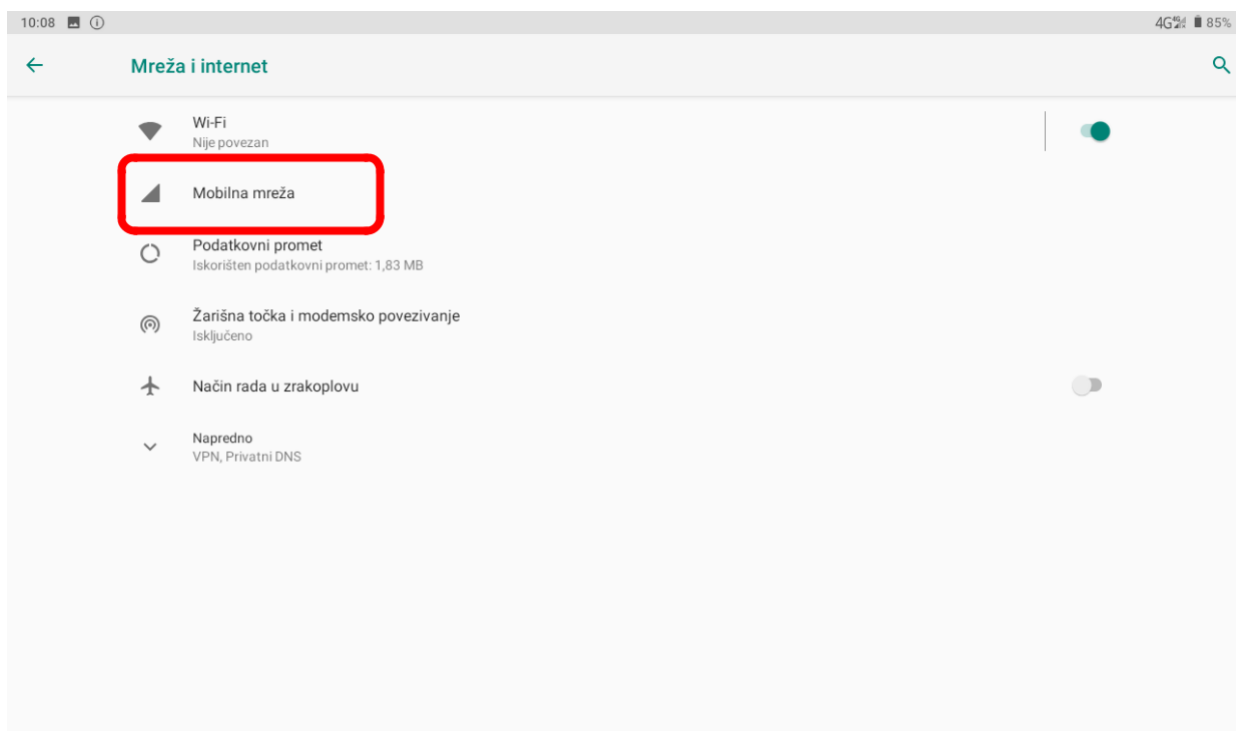 10:08
4G 85%
Mreža i internet
Wi-Fi
Nije povezan
Mobilna mreža
Podatkovni promet
Iskorišten podatkovni promet: 1,83 MB
Žarišna točka i modemsko povezivanje
Isključeno
Način rada u zrakoplovu
Napredno
VPN, Privatni DNS